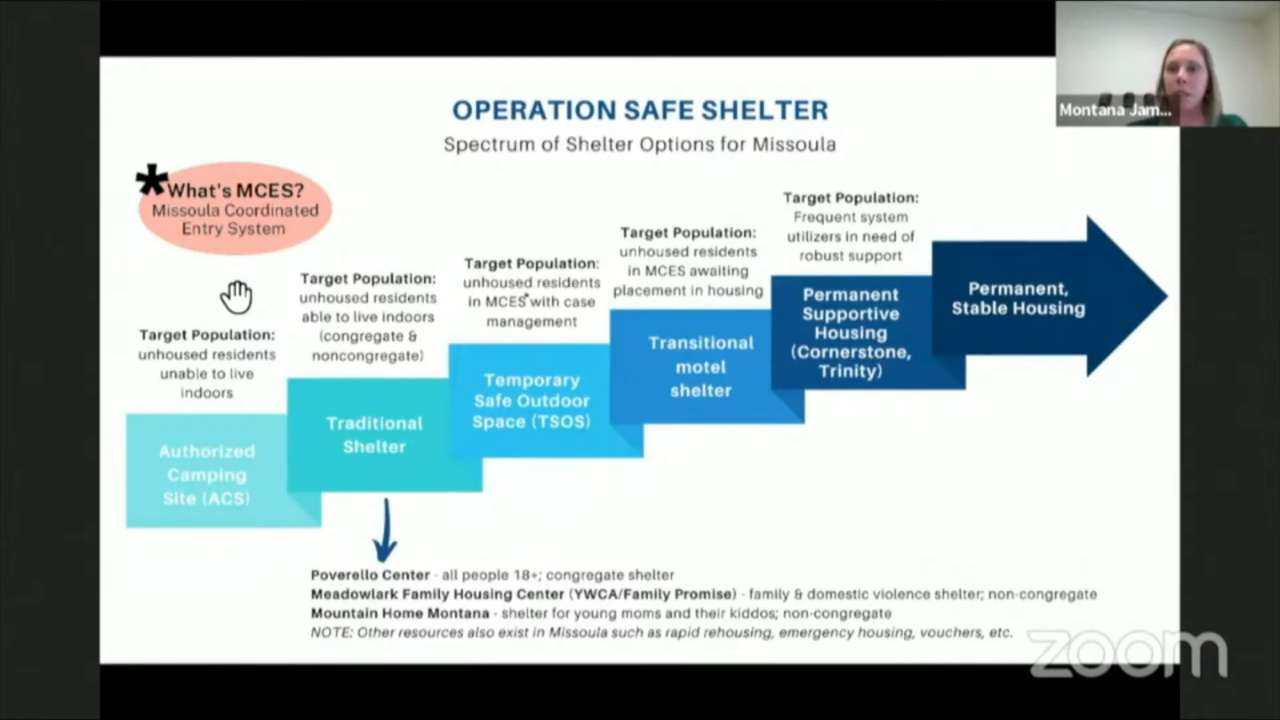 OPERATION SAFE SHELTER
Spectrum of Shelter Options for Missoula
Montana Jam...
*
What's MCES?
Missoula Coordinated
Entry System
Target Population:
unhoused residents
unable to live
indoors
Authorized
Camping
Site (ACS)
Target Population:
unhoused residents
able to live indoors
(congregate &
noncongregate)
Traditional
Shelter
Target Population:
unhoused residents
in MCES* with case
management
Temporary
Safe Outdoor
Space (TSOS)
Target Population:
unhoused residents
in MCES awaiting
placement in housing
Transitional
motel
shelter
Target Population:
Frequent system
utilizers in need of
robust support
Permanent
Supportive
Housing
(Cornerstone,
Trinity)
Permanent,
Stable Housing
Poverello Center - all people 18+; congregate shelter
Meadowlark Family Housing Center (YWCA/Family Promise) - family & domestic violence shelter; non-congregate
Mountain Home Montana - shelter for young moms and their kiddos; non-congregate
NOTE: Other resources also exist in Missoula such as rapid rehousing, emergency housing, vouchers, etc.
zoom